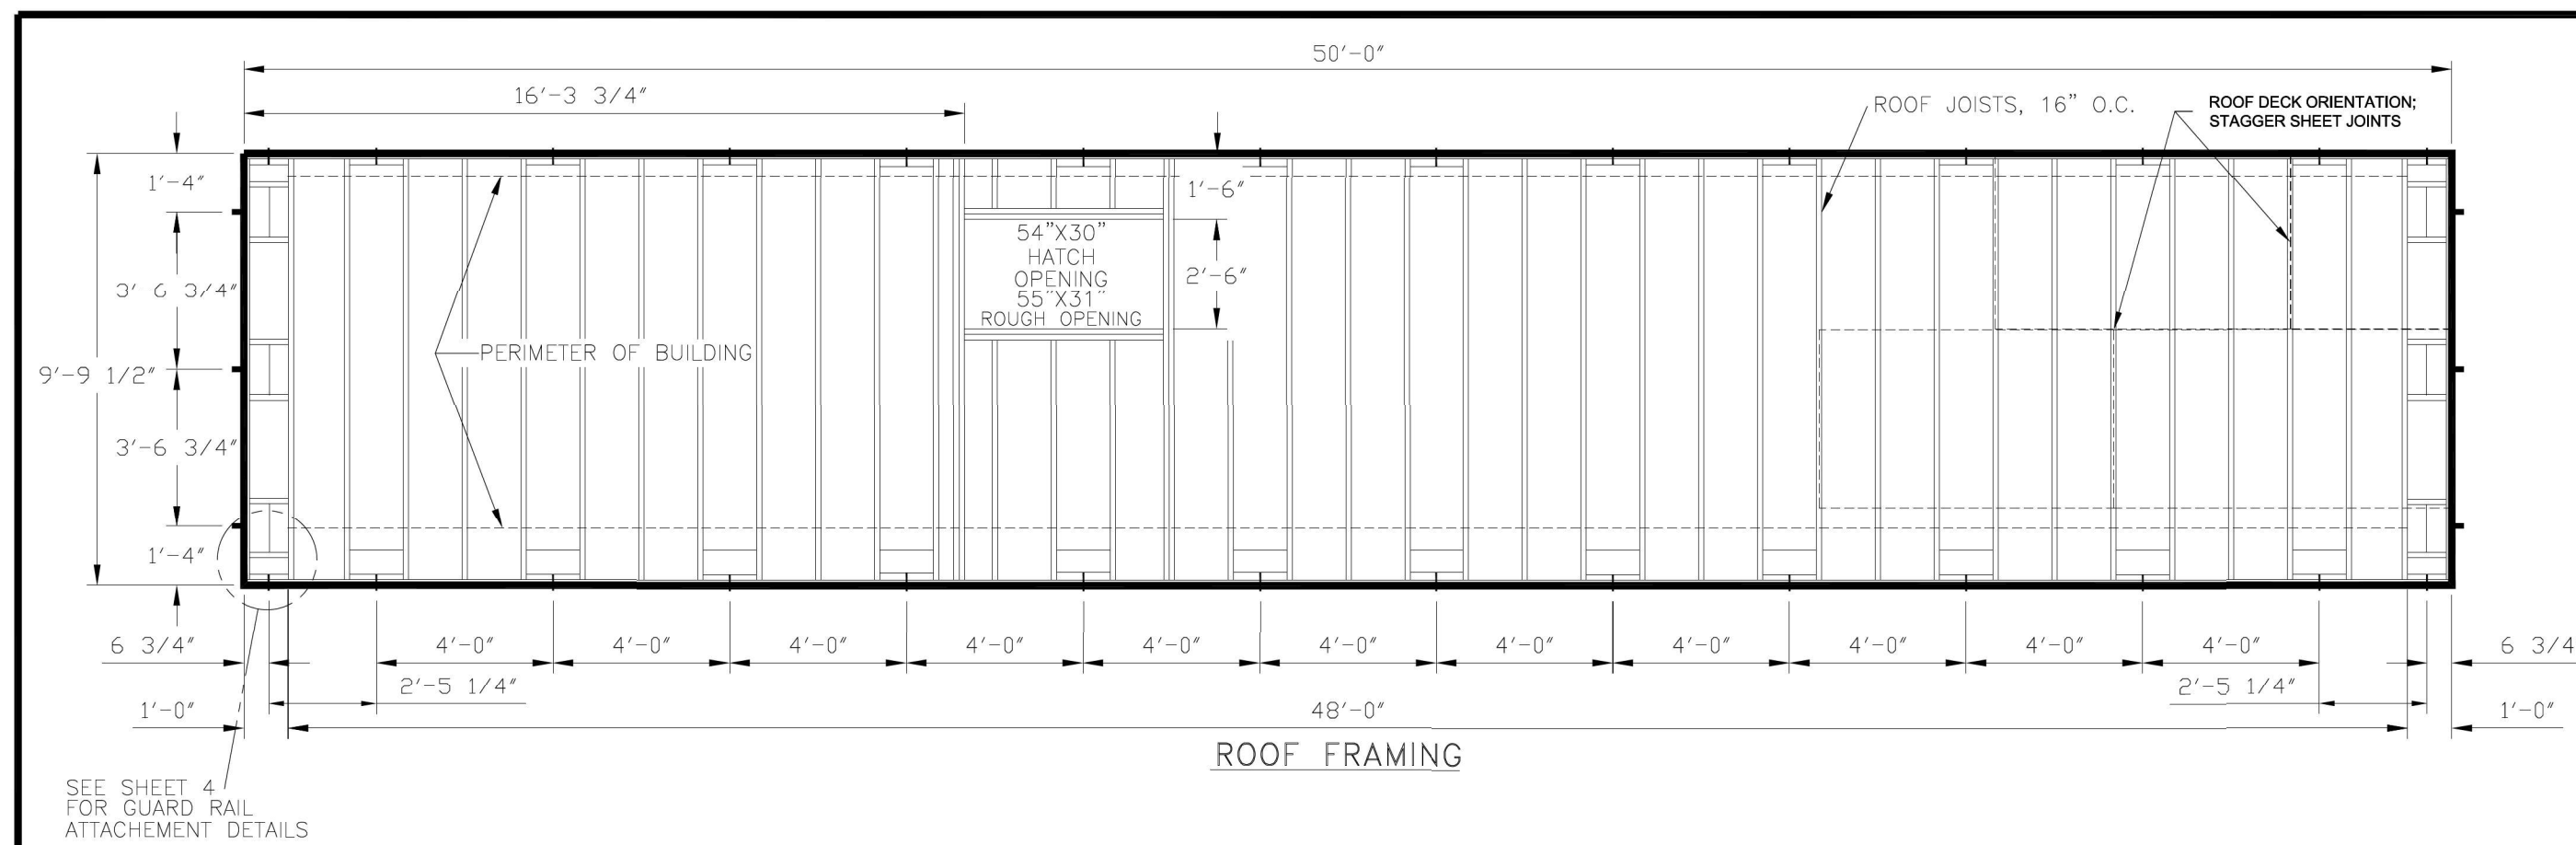 50'-0"
16'-3 3/4"
ROOF JOISTS, 16" O.C.
ROOF DECK ORIENTATION;
STAGGER SHEET JOINTS
1'-4"
1'-6"
54"X30"
HATCH
OPENING
55"X31"
ROUGH OPENING
2'-6"
3' 6 3/4"
PERIMETER OF BUILDING
9'-9 1/2"
3'-6 3/4"
1'-4"
6 3/4"
4'-0"
4'-0"
4'-0"
4'-0"
4'-0"
4'-0"
4'-0"
4'-0"
4'-0"
4'-0"
4'-0"
6 3/4
2'-5 1/4"
2'-5 1/4"
1'-0"
48'-0"
1'-0"
ROOF FRAMING
SEE SHEET 4
FOR GUARD RAIL
ATTACHEMENT DETAILS